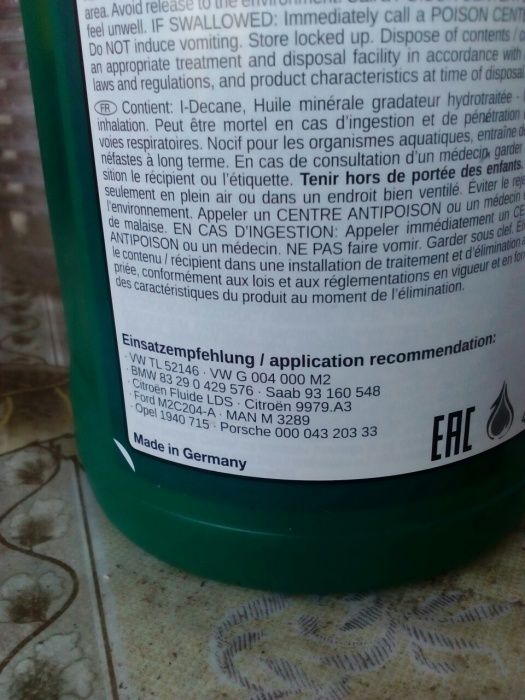 area. Avoid release to the environment.
feel unwell. IF SWALLOWED: Immediately call a POISON CENT
Do NOT induce vomiting. Store locked up. Dispose of contents /
an appropriate treatment and disposal facility in accordance with
laws and regulations, and product characteristics at time of disposal
FR Contient: I-Decane, Huile minérale gradateur hydrotraitée
inhalation. Peut être mortel en cas d'ingestion et de pénétration
voies respiratoires. Nocif pour les organismes aquatiques, entraîne
néfastes à long terme. En cas de consultation d'un médecin, garder
sition le récipient ou l'étiquette. Tenir hors de portée des enfants.
seulement en plein air ou dans un endroit bien ventilé. Éviter le
l'environnement. Appeler un CENTRE ANTIPOISON ou un médecin
de malaise. EN CAS D'INGESTION: Appeler immédiatement un CE
ANTIPOISON ou un médecin. NE PAS faire vomir. Garder sous clef.
le contenu / récipient dans une installation de traitement et d'élimination
priée, conformément aux lois et aux réglementations en vigueur et en
des caractéristiques du produit au moment de l'élimination.
Einsatzempfehlung / application recommendation:
· VW TL 52146 · VW G 004 000 M2
· BMW 83 29 0 429 576 · Saab 93 160 548
· Citroën Fluide LDS · Citroën 9979.A3
· Ford M2C204-A · MAN M 3289
· Opel 1940 715 · Porsche 000 043 203 33
Made in Germany
EAC